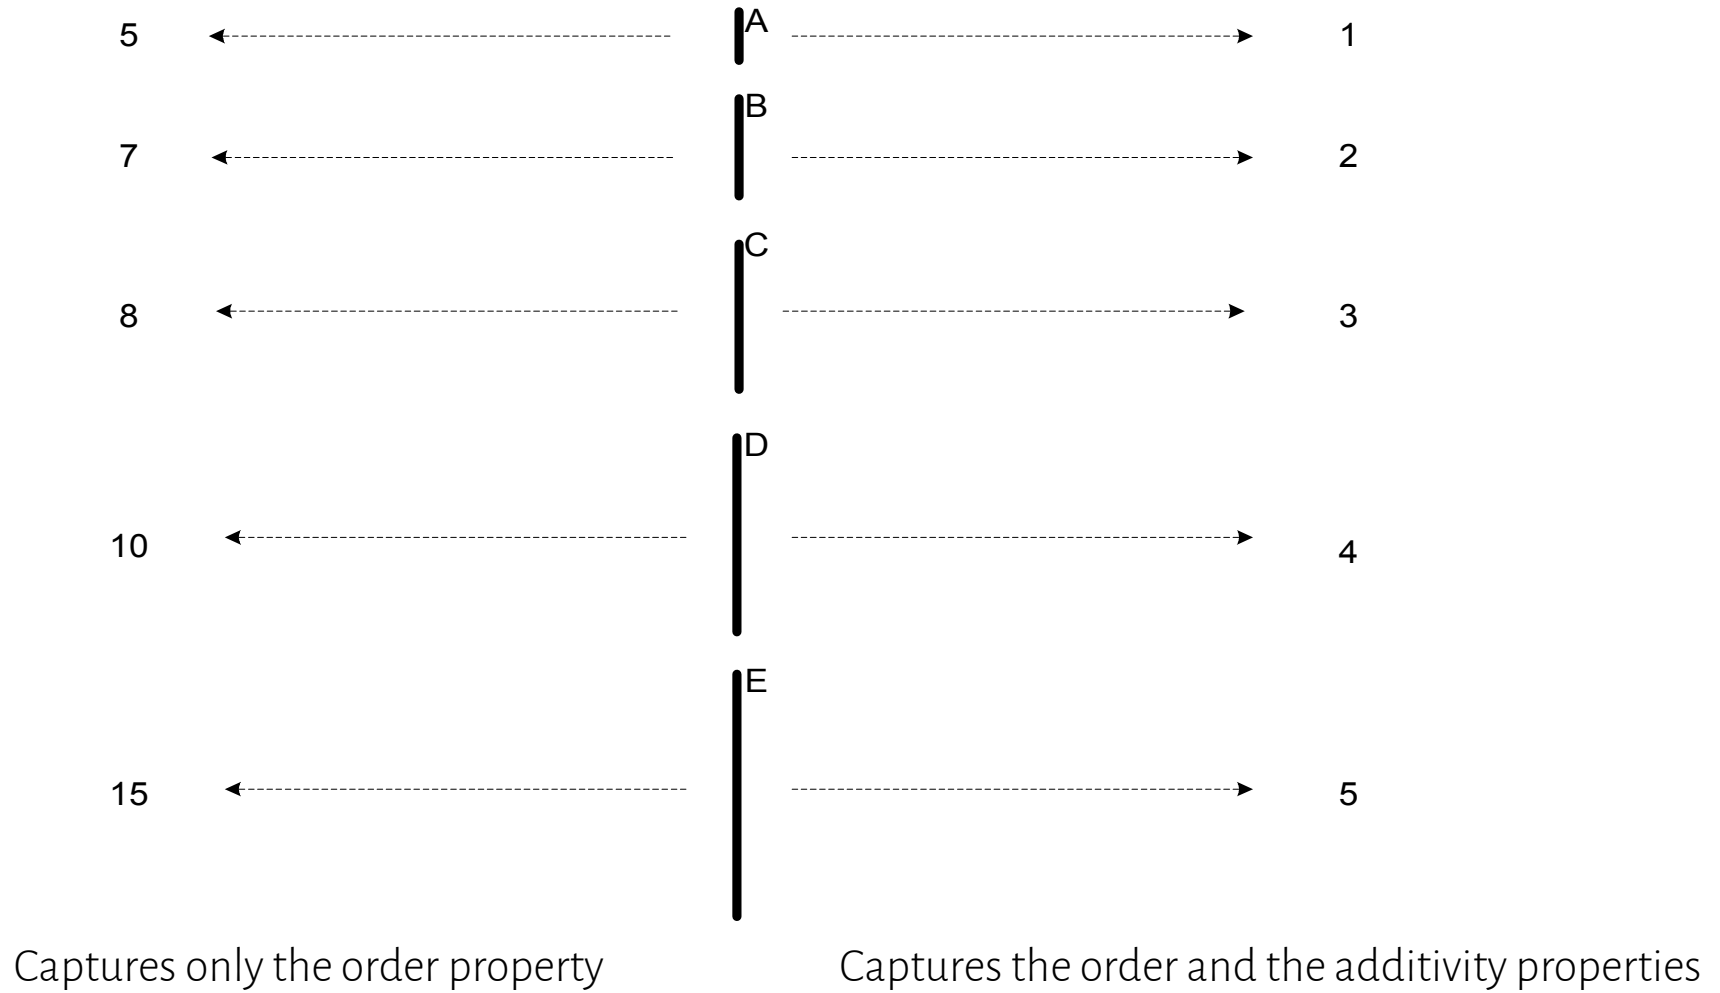 5 A 1
B
7 2
C
8 3
D
10 4
E
15 5
Captures only the order property Captures the order and the additivity properties